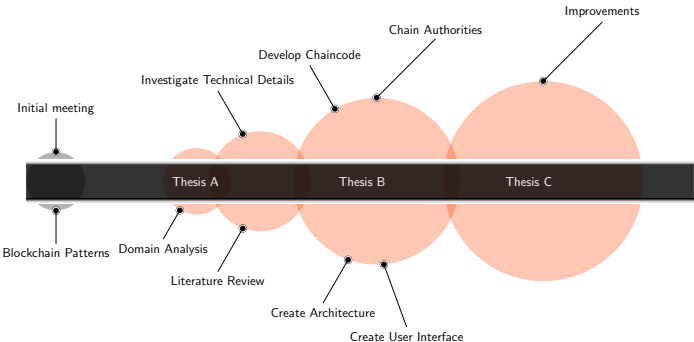 Improvements
Chain Authorities
Develop Chaincode
Investigate Technical Details
Initial meeting
Thesis A
Thesis B
Thesis C
Blockchain Patterns
Domain Analysis
Literature Review
Create Architecture
Create User Interface